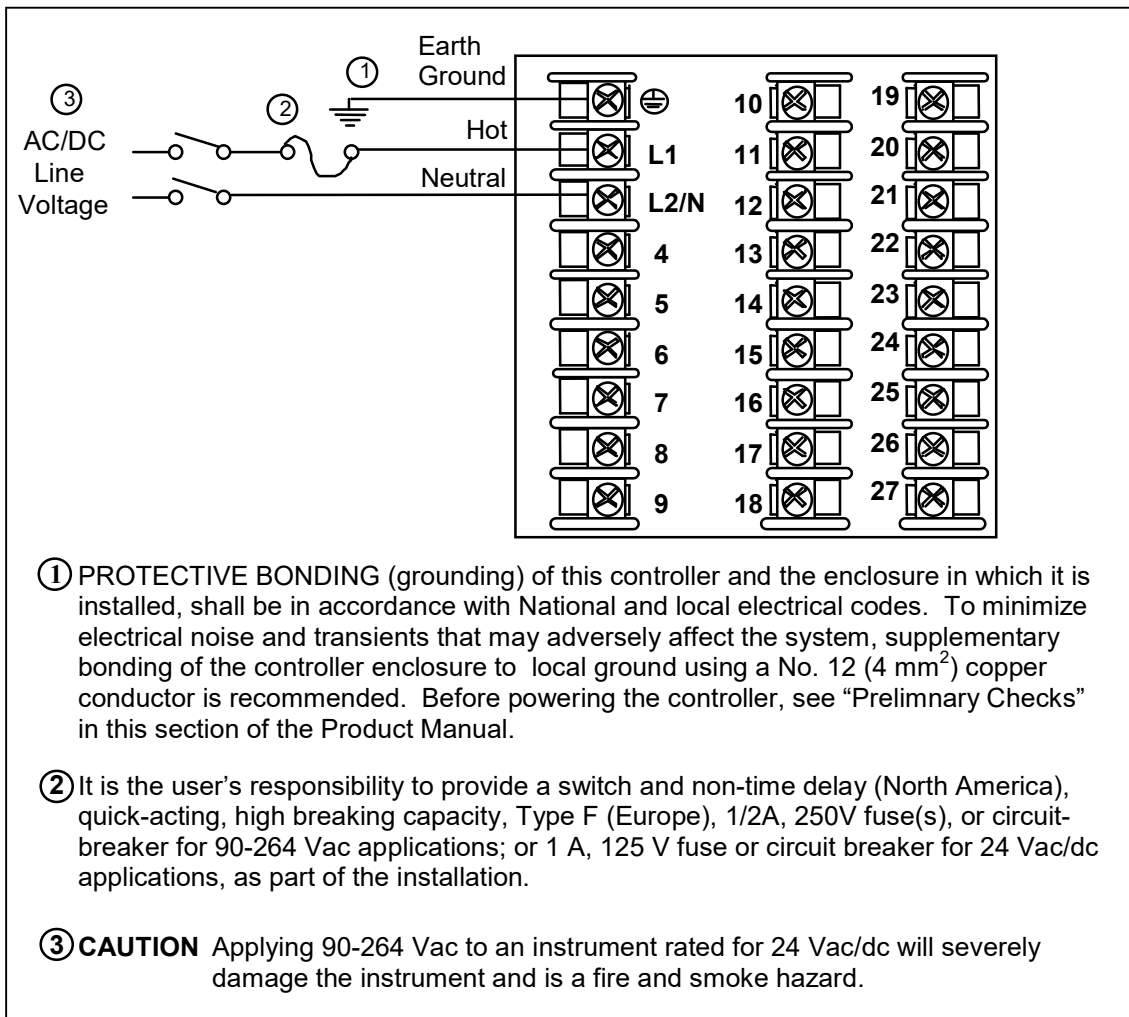 Earth
Ground
①
②
③
AC/DC
Line
Voltage
Hot
Neutral
L1
L2/N
4
5
6
7
8
9
10
11
12
13
14
15
16
17
18
19
20
21
22
23
24
25
26
27
① PROTECTIVE BONDING (grounding) of this controller and the enclosure in which it is
installed, shall be in accordance with National and local electrical codes. To minimize
electrical noise and transients that may adversely affect the system, supplementary
bonding of the controller enclosure to local ground using a No. 12 (4 mm²) copper
conductor is recommended. Before powering the controller, see “Prelimnary Checks”
in this section of the Product Manual.
② It is the user’s responsibility to provide a switch and non-time delay (North America),
quick-acting, high breaking capacity, Type F (Europe), 1/2A, 250V fuse(s), or circuit-
breaker for 90-264 Vac applications; or 1 A, 125 V fuse or circuit breaker for 24 Vac/dc
applications, as part of the installation.
③ CAUTION Applying 90-264 Vac to an instrument rated for 24 Vac/dc will severely
damage the instrument and is a fire and smoke hazard.